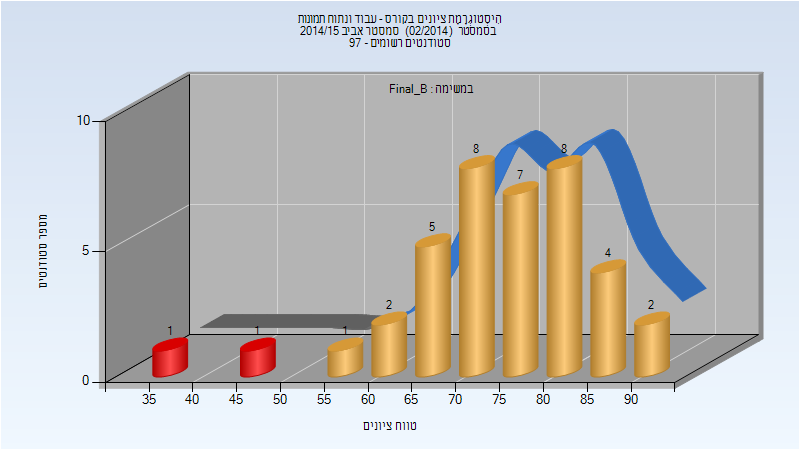 היסטוגרמת ציונים בקורס - עבוד ונתוח תמונות
בסמסטר (02/2014) סמסטר אביב 2014/15
סטודנטים רשומים - 97
במשימה : Final_B
מספר סטודנטים
10
5
0
1
1
1
2
5
8
7
8
4
2
35 40 45 50 55 60 65 70 75 80 85 90
טווח ציונים